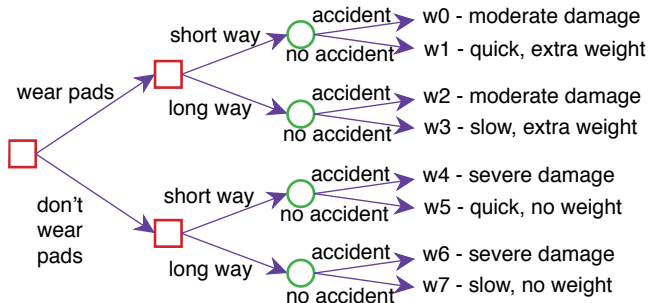 accident
w0 - moderate damage
short way
no accident
w1 - quick, extra weight
wear pads
accident
w2 - moderate damage
long way
no accident
w3 - slow, extra weight
accident
w4 - severe damage
short way
no accident
w5 - quick, no weight
don't
wear
pads
accident
w6 - severe damage
long way
no accident
w7 - slow, no weight